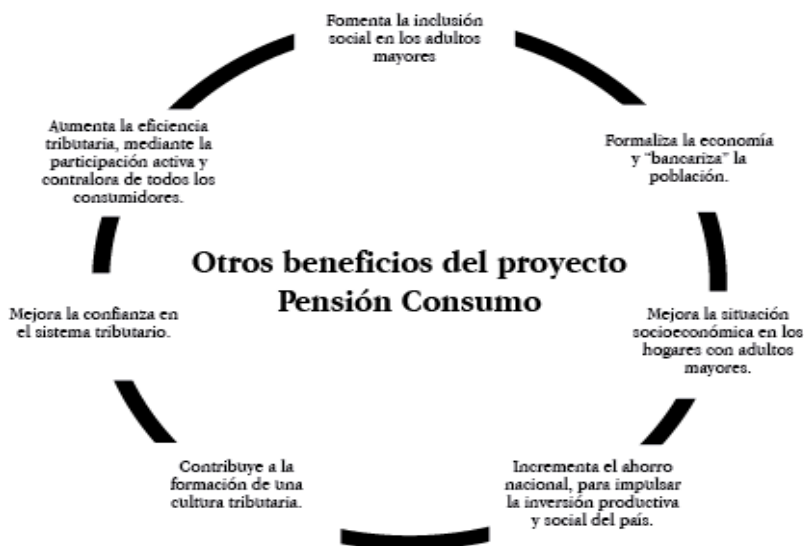 Fomenta la inclusión
social en los adultos
mayores
Formaliza la economía
y "bancariza" la
población.
Mejora la situación
socioeconómica en los
hogares con adultos
mayores.
Incrementa el ahorro
nacional, para impulsar
la inversión productiva
y social del país.
Contribuye a la
formación de una
cultura tributaria.
Mejora la confianza en
el sistema tributario.
Aumenta la eficiencia
tributaria, mediante la
participación activa y
contralora de todos los
consumidores.
Otros beneficios del proyecto
Pensión Consumo